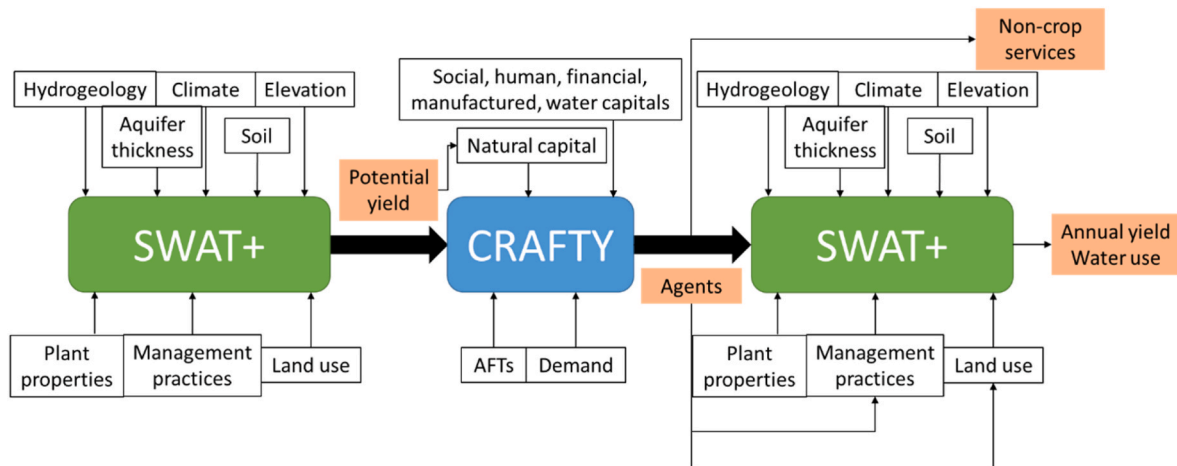 Non-crop
services
Hydrogeology
Climate
Elevation
Aquifer
thickness
Soil
Social, human, financial,
manufactured, water capitals
Natural capital
Hydrogeology
Climate
Elevation
Aquifer
thickness
Soil
Potential
yield
SWAT+
CRAFTY
SWAT+
Annual yield
Water use
Agents
Plant
properties
Management
practices
Land use
AFTs
Demand
Plant
properties
Management
practices
Land use